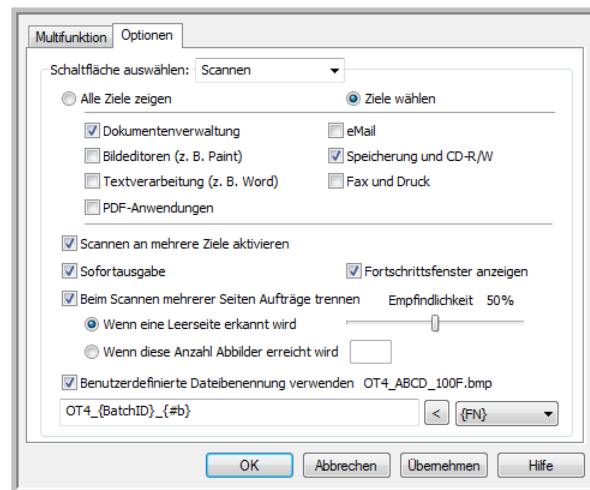 Multifunktion Optionen
Schaltfläche auswählen: Scannen
Alle Ziele zeigen Ziele wählen
Dokumentenverwaltung eMail
Bildeditoren (z. B. Paint) Speicherung und CD-R/W
Textverarbeitung (z. B. Word) Fax und Druck
PDF-Anwendungen
Scannen an mehrere Ziele aktivieren
Sofortausgabe Fortschrittsfenster anzeigen
Beim Scannen mehrerer Seiten Aufträge trennen Empfindlichkeit 50%
Wenn eine Leerseite erkannt wird
Wenn diese Anzahl Abbilder erreicht wird
Benutzerdefinierte Dateibenennung verwenden OT4_ABCD_100F.bmp
OT4_{BatchID}_{#b} < {FN}
OK Abbrechen Übernehmen Hilfe